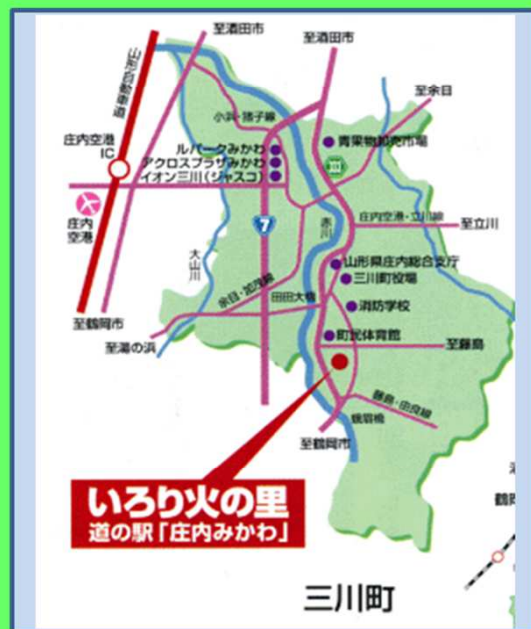 至酒田市
至酒田市
山形自動車道
至余目
小浜・猪子線
庄内空港
IC
ルパークみかわ
アクロスプラザみかわ
イオン三川(ジャスコ)
青果物卸売市場
庄内
空港
7
赤川
庄内空港・立川線
至立川
大山川
山形県庄内総合支庁
三川町役場
余目・加茂線
田田大橋
消防学校
至鶴岡市
至湯の浜
町民体育館
至藤島
藤島・由良線
蛾眉橋
至鶴岡市
いろり火の里
道の駅「庄内みかわ」
鶴岡
三川町